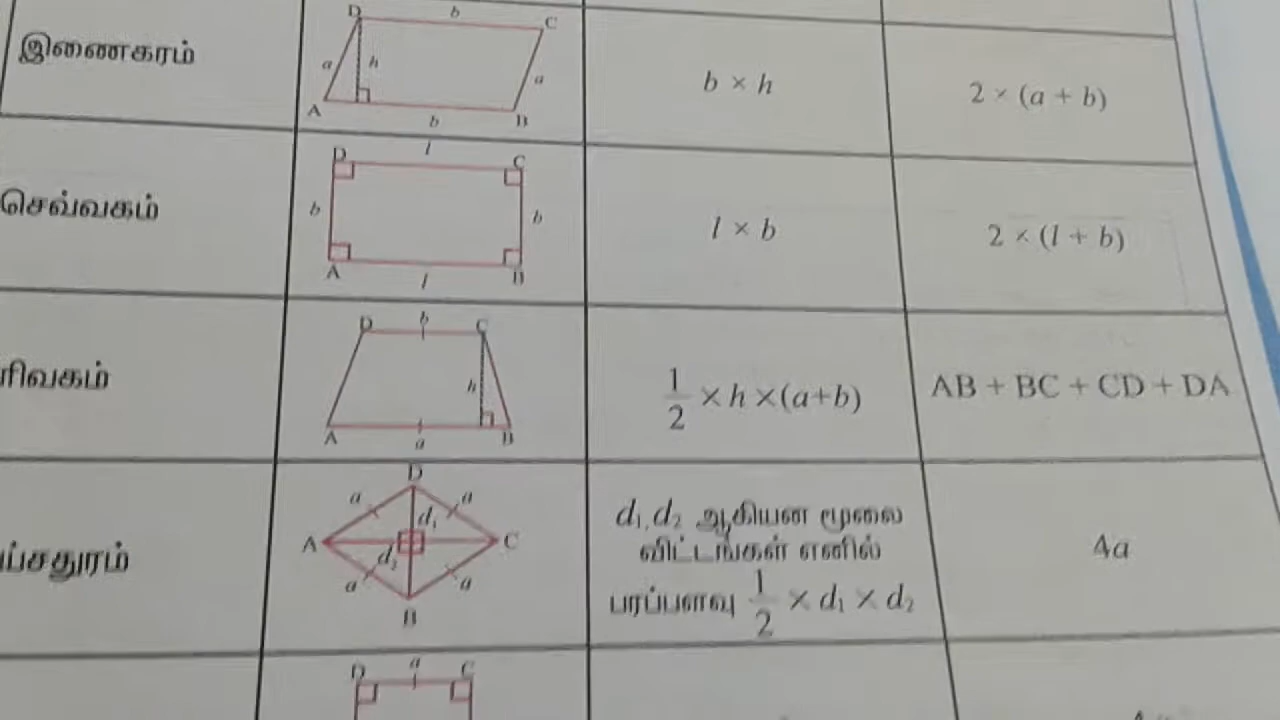 இணைகரம்
D b C
a h a
A b B
b × h
2 × (a + b)
செவ்வகம்
D l C
b b
A l B
l × b
2 × (l + b)
ரிவகம்
D b C
h
A a B
1/2 × h × (a+b)
AB + BC + CD + DA
ய்சதுரம்
D
a a
d₁
A C
d₂
a a
B
d₁, d₂ ஆகியன மூலை
விட்டங்கள் எனில்
பரப்பளவு 1/2 × d₁ × d₂
4a
D a C